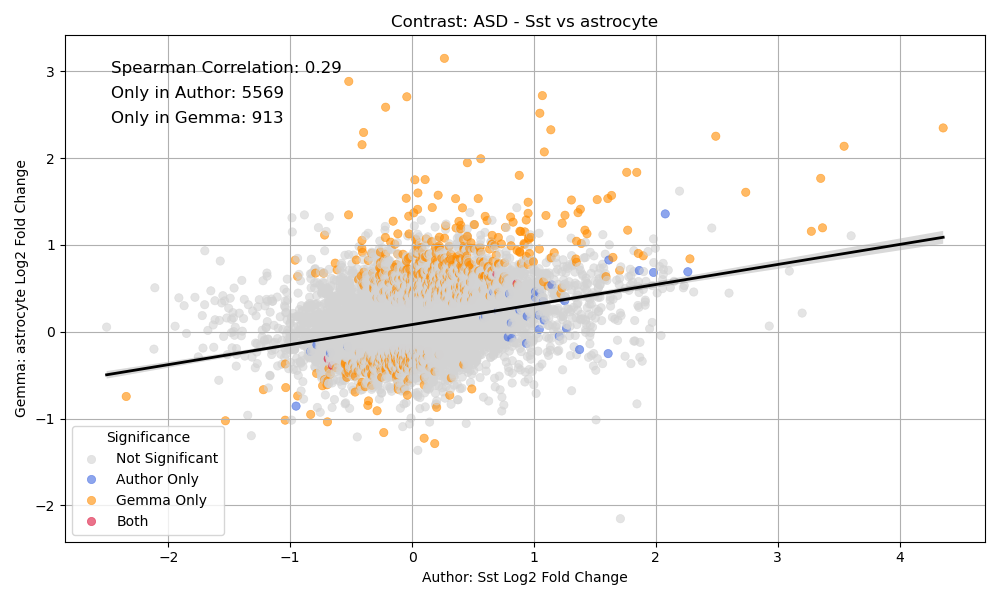 Contrast: ASD - Sst vs astrocyte
Spearman Correlation: 0.29
Only in Author: 5569
Only in Gemma: 913
Gemma: astrocyte Log2 Fold Change
3
2
1
0
−1
−2
Significance
Not Significant
Author Only
Gemma Only
Both
−2
−1
0
1
2
3
4
Author: Sst Log2 Fold Change